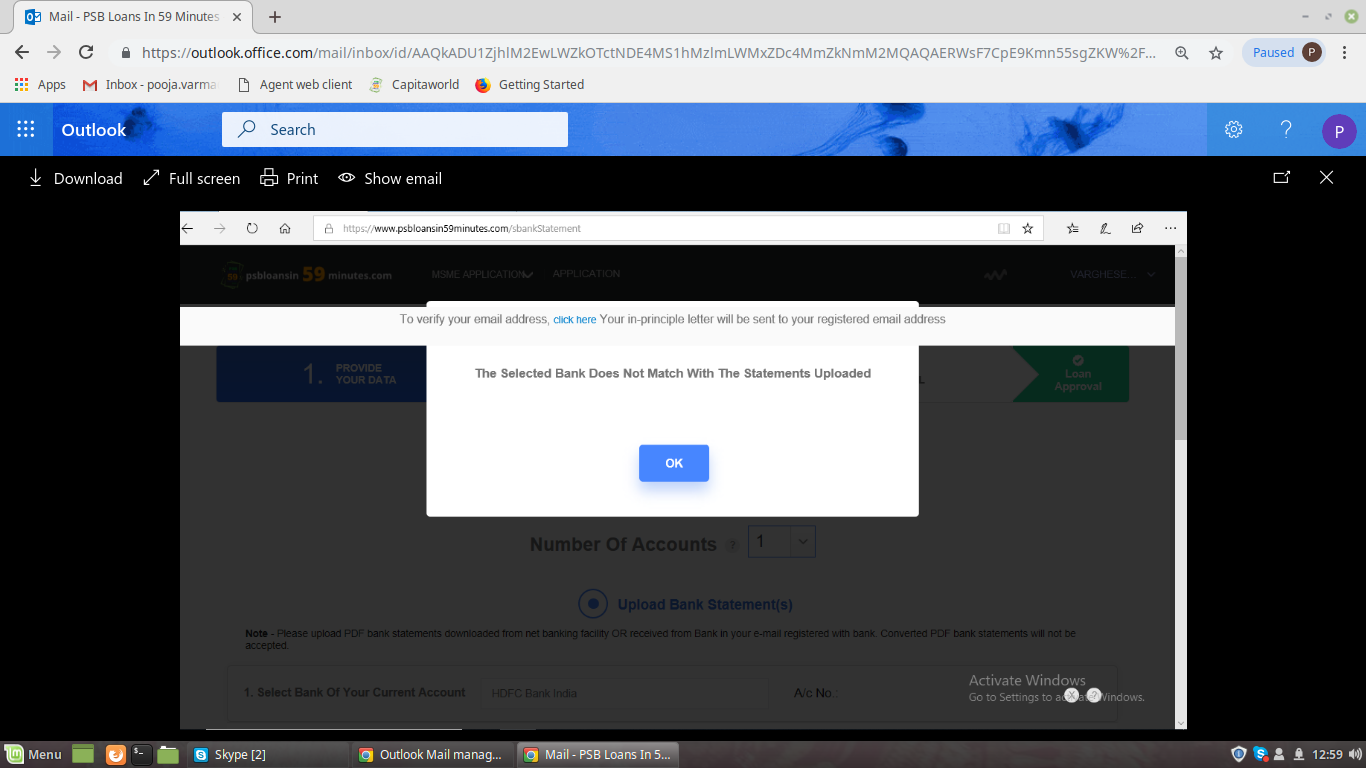 Mail - PSB Loans In 59 Minutes
https://outlook.office.com/mail/inbox/id/AAQkADU1ZjhlM2EwLWZkOTctNDE4MS1hMzlmLWMxZDc4MmZkNmM2MQAQAERWsF7CpE9Kmn55sgZKW%2F...
Paused P
Apps Inbox - pooja.varma Agent web client Capitaworld Getting Started
Outlook Search P
Download Full screen Print Show email
https://www.psbloansin59minutes.com/sbankStatement
59 psbloansin 59 minutes.com MSME APPLICATION APPLICATION VARGHESE...
To verify your email address, click here Your in-principle letter will be sent to your registered email address
1. PROVIDE YOUR DATA
The Selected Bank Does Not Match With The Statements Uploaded
Loan
Approval
OK
Number Of Accounts ? 1
Upload Bank Statement(s)
Note - Please upload PDF bank statements downloaded from net banking facility OR received from Bank in your e-mail registered with bank. Converted PDF bank statements will not be
accepted.
1. Select Bank Of Your Current Account HDFC Bank India A/c No.:
Activate Windows
Go to Settings to Windows.
Menu Skype [2] Outlook Mail manag... Mail - PSB Loans In 5... 12:59